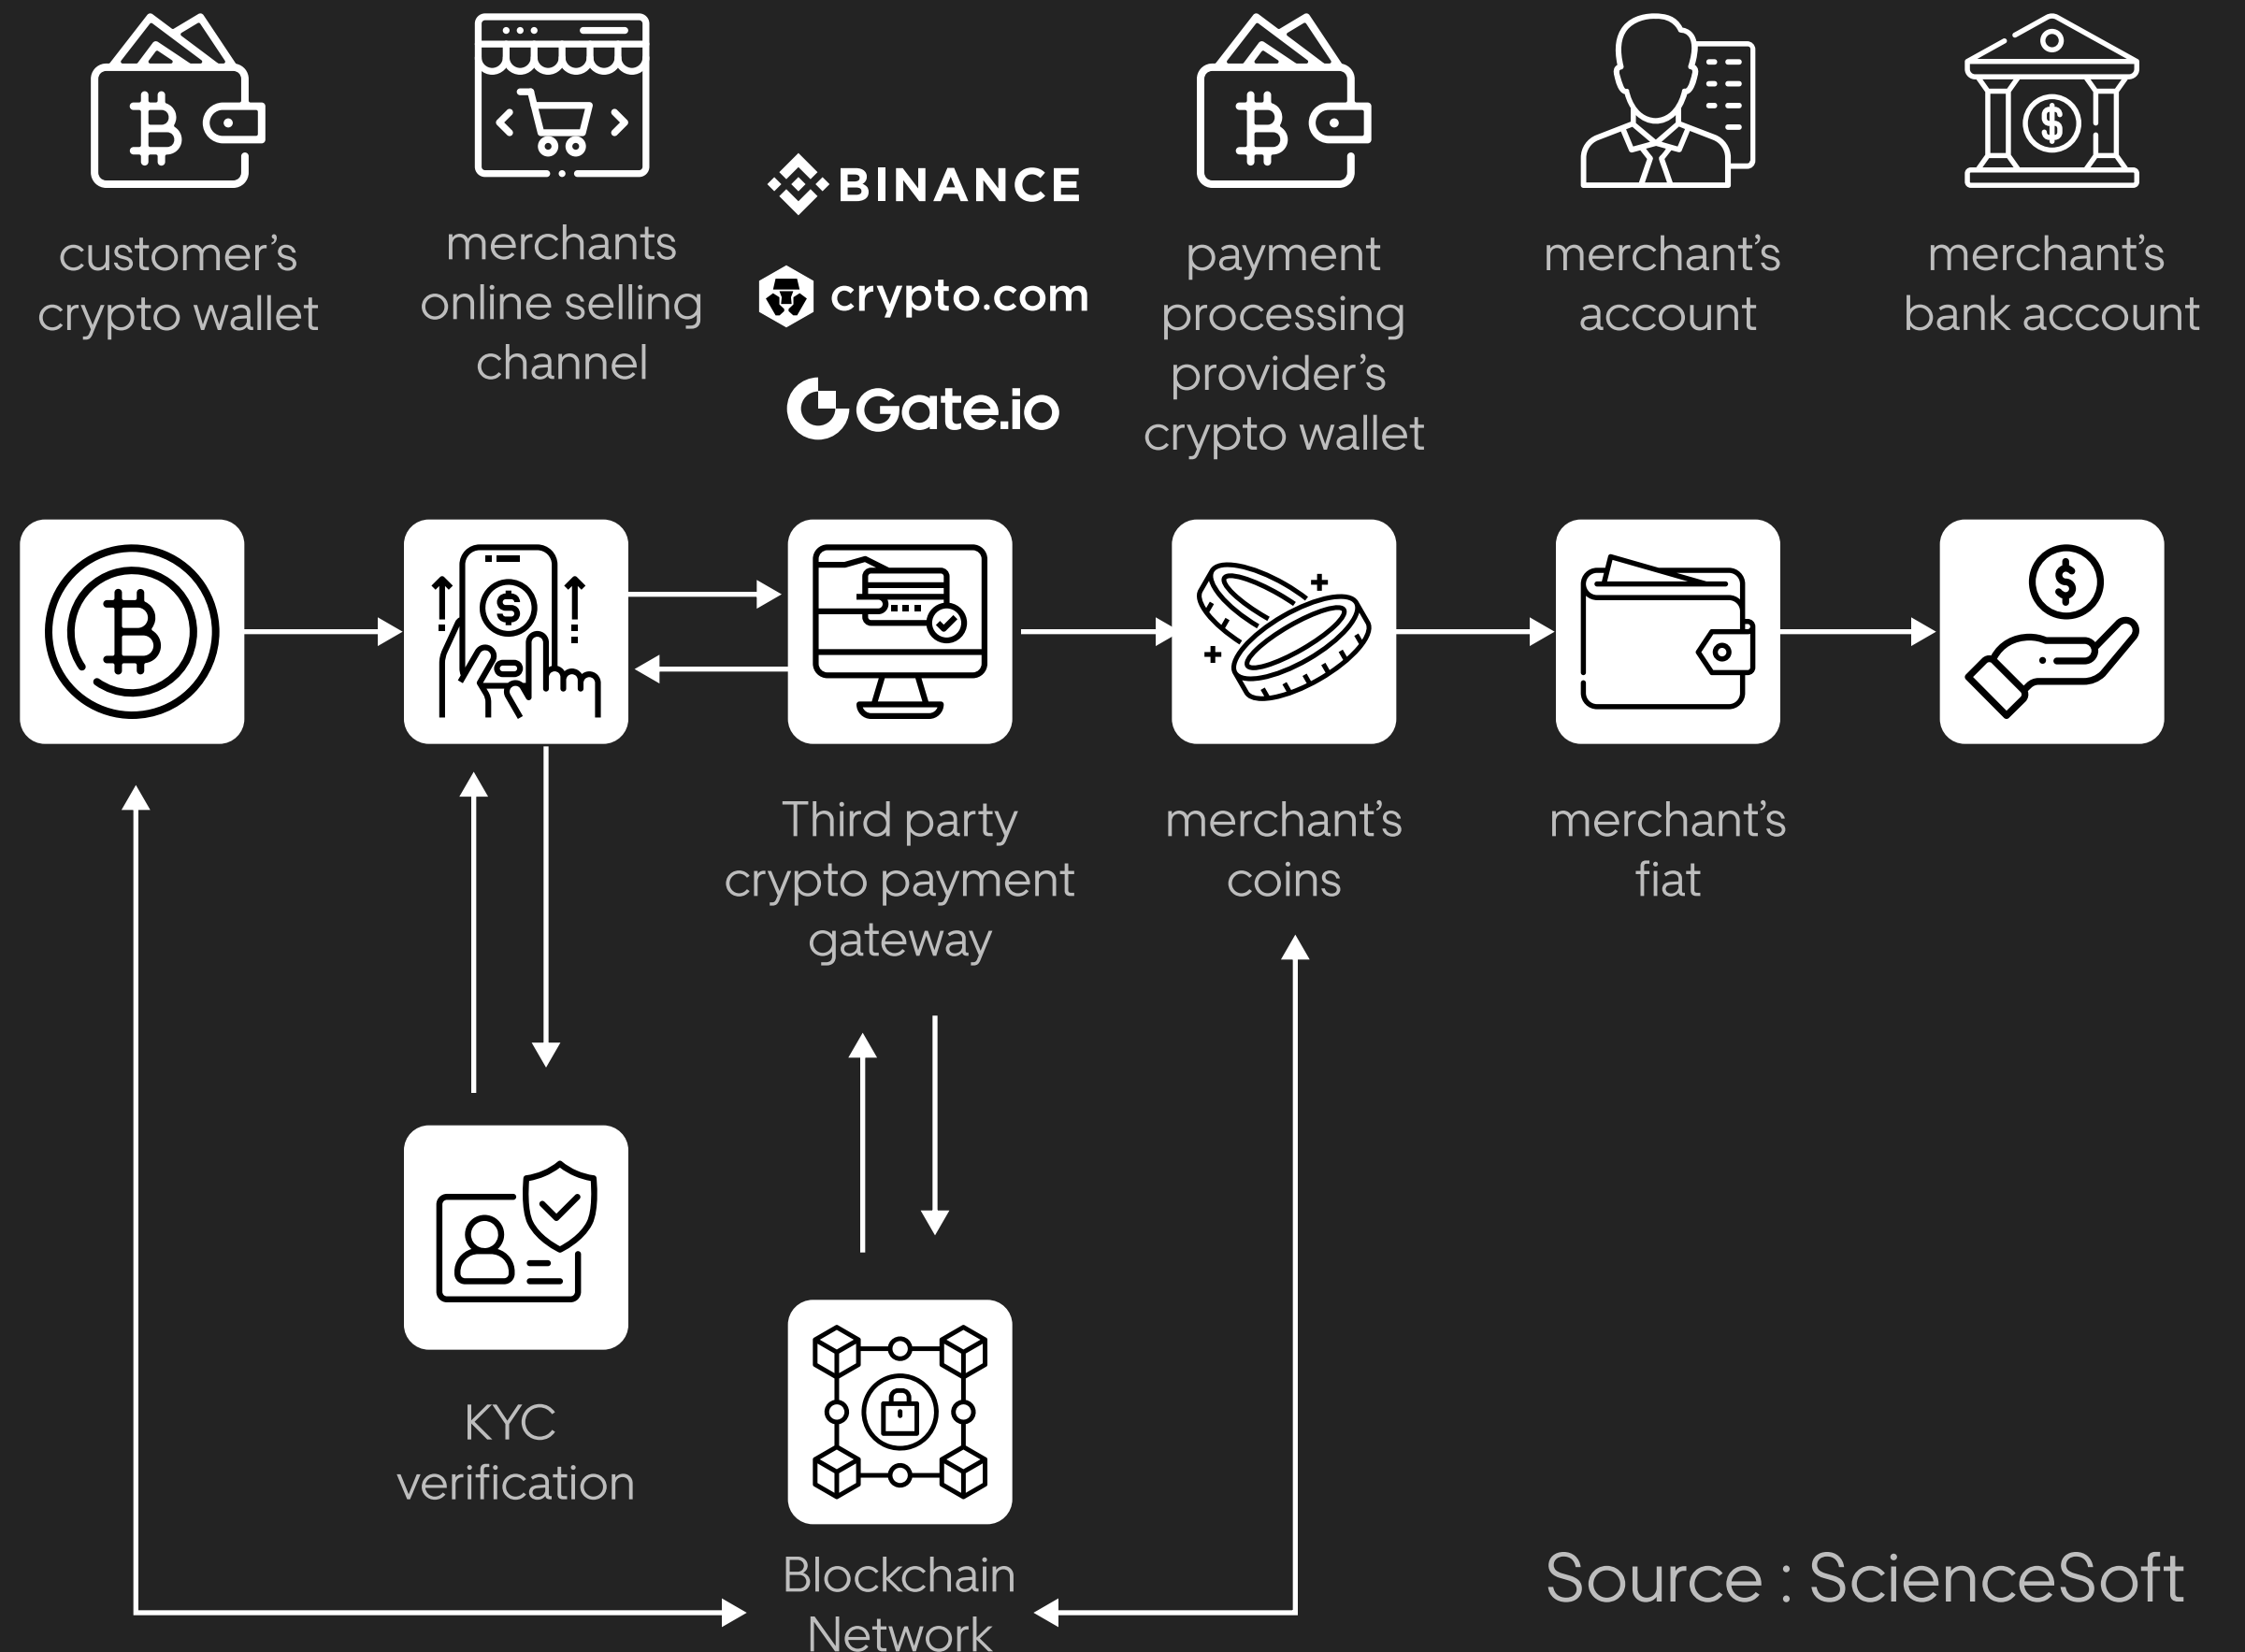 customer's
crypto wallet
merchants
online selling
channel
BINANCE
crypto.com
Gate.io
payment
processing
provider's
crypto wallet
merchant's
account
merchant's
bank account
Third party
crypto payment
gateway
merchant's
coins
merchant's
fiat
KYC
verification
Blockchain
Network
Source : ScienceSoft